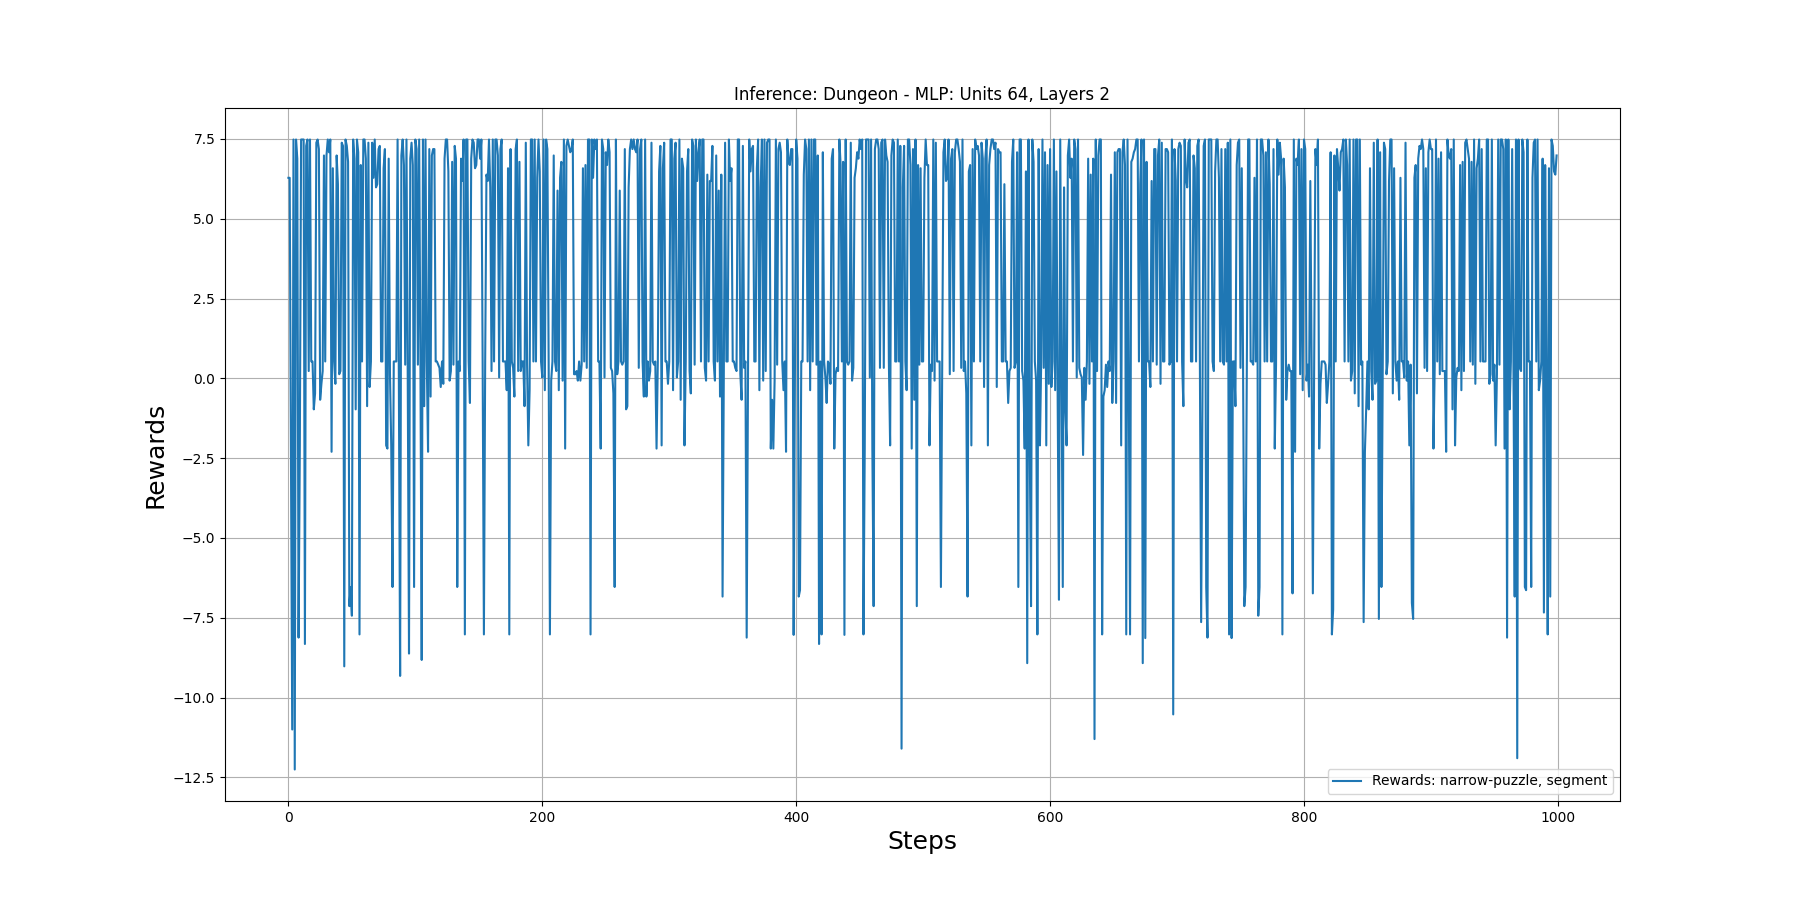 Inference: Dungeon - MLP: Units 64, Layers 2
7.5
5.0
2.5
0.0
−2.5
−5.0
−7.5
−10.0
−12.5
Rewards
Rewards: narrow-puzzle, segment
0 200 400 600 800 1000
Steps